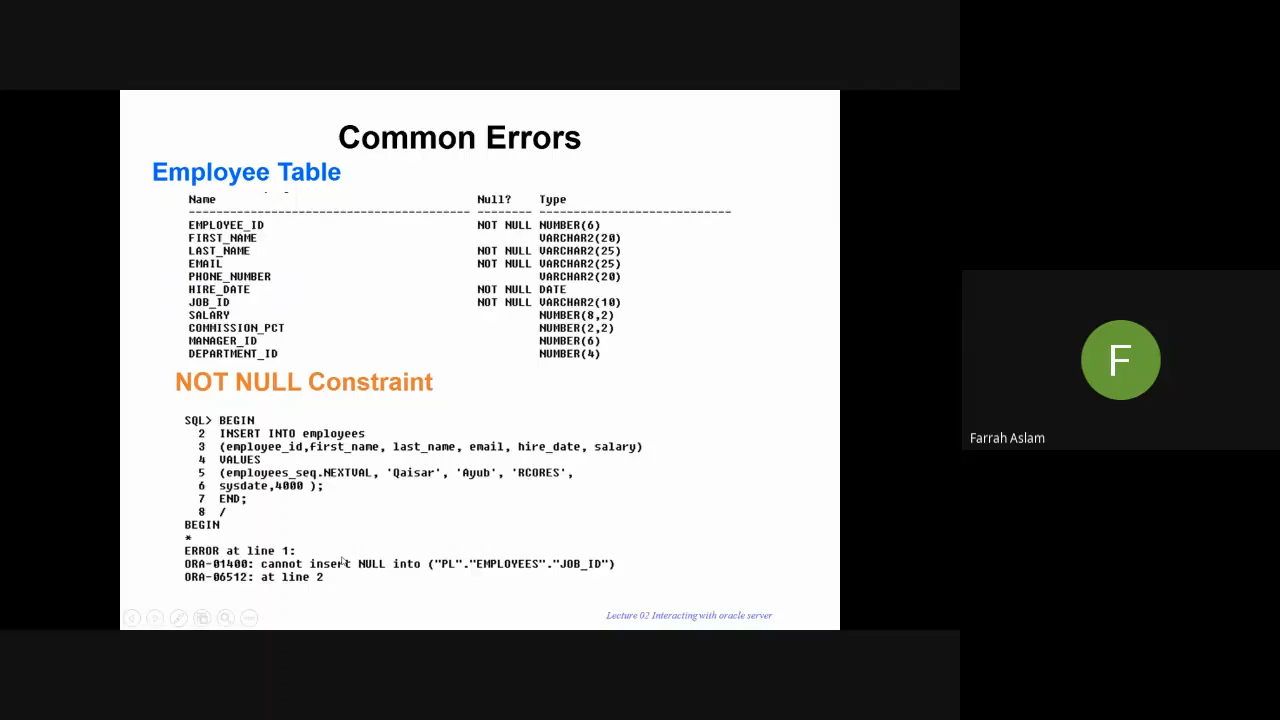 Common Errors
Employee Table
Name Null? Type
---------------------------------------- -------- ----------------------------
EMPLOYEE_ID NOT NULL NUMBER(6)
FIRST_NAME VARCHAR2(20)
LAST_NAME NOT NULL VARCHAR2(25)
EMAIL NOT NULL VARCHAR2(25)
PHONE_NUMBER VARCHAR2(20)
HIRE_DATE NOT NULL DATE
JOB_ID NOT NULL VARCHAR2(10)
SALARY NUMBER(8,2)
COMMISSION_PCT NUMBER(2,2)
MANAGER_ID NUMBER(6)
DEPARTMENT_ID NUMBER(4)
NOT NULL Constraint
SQL> BEGIN
2 INSERT INTO employees
3 (employee_id,first_name, last_name, email, hire_date, salary)
4 VALUES
5 (employees_seq.NEXTVAL, 'Qaisar', 'Ayub', 'RCORES',
6 sysdate,4000 );
7 END;
8 /
BEGIN
*
ERROR at line 1:
ORA-01400: cannot insert NULL into ("PL"."EMPLOYEES"."JOB_ID")
ORA-06512: at line 2
Lecture 02 Interacting with oracle server
F
Farrah Aslam